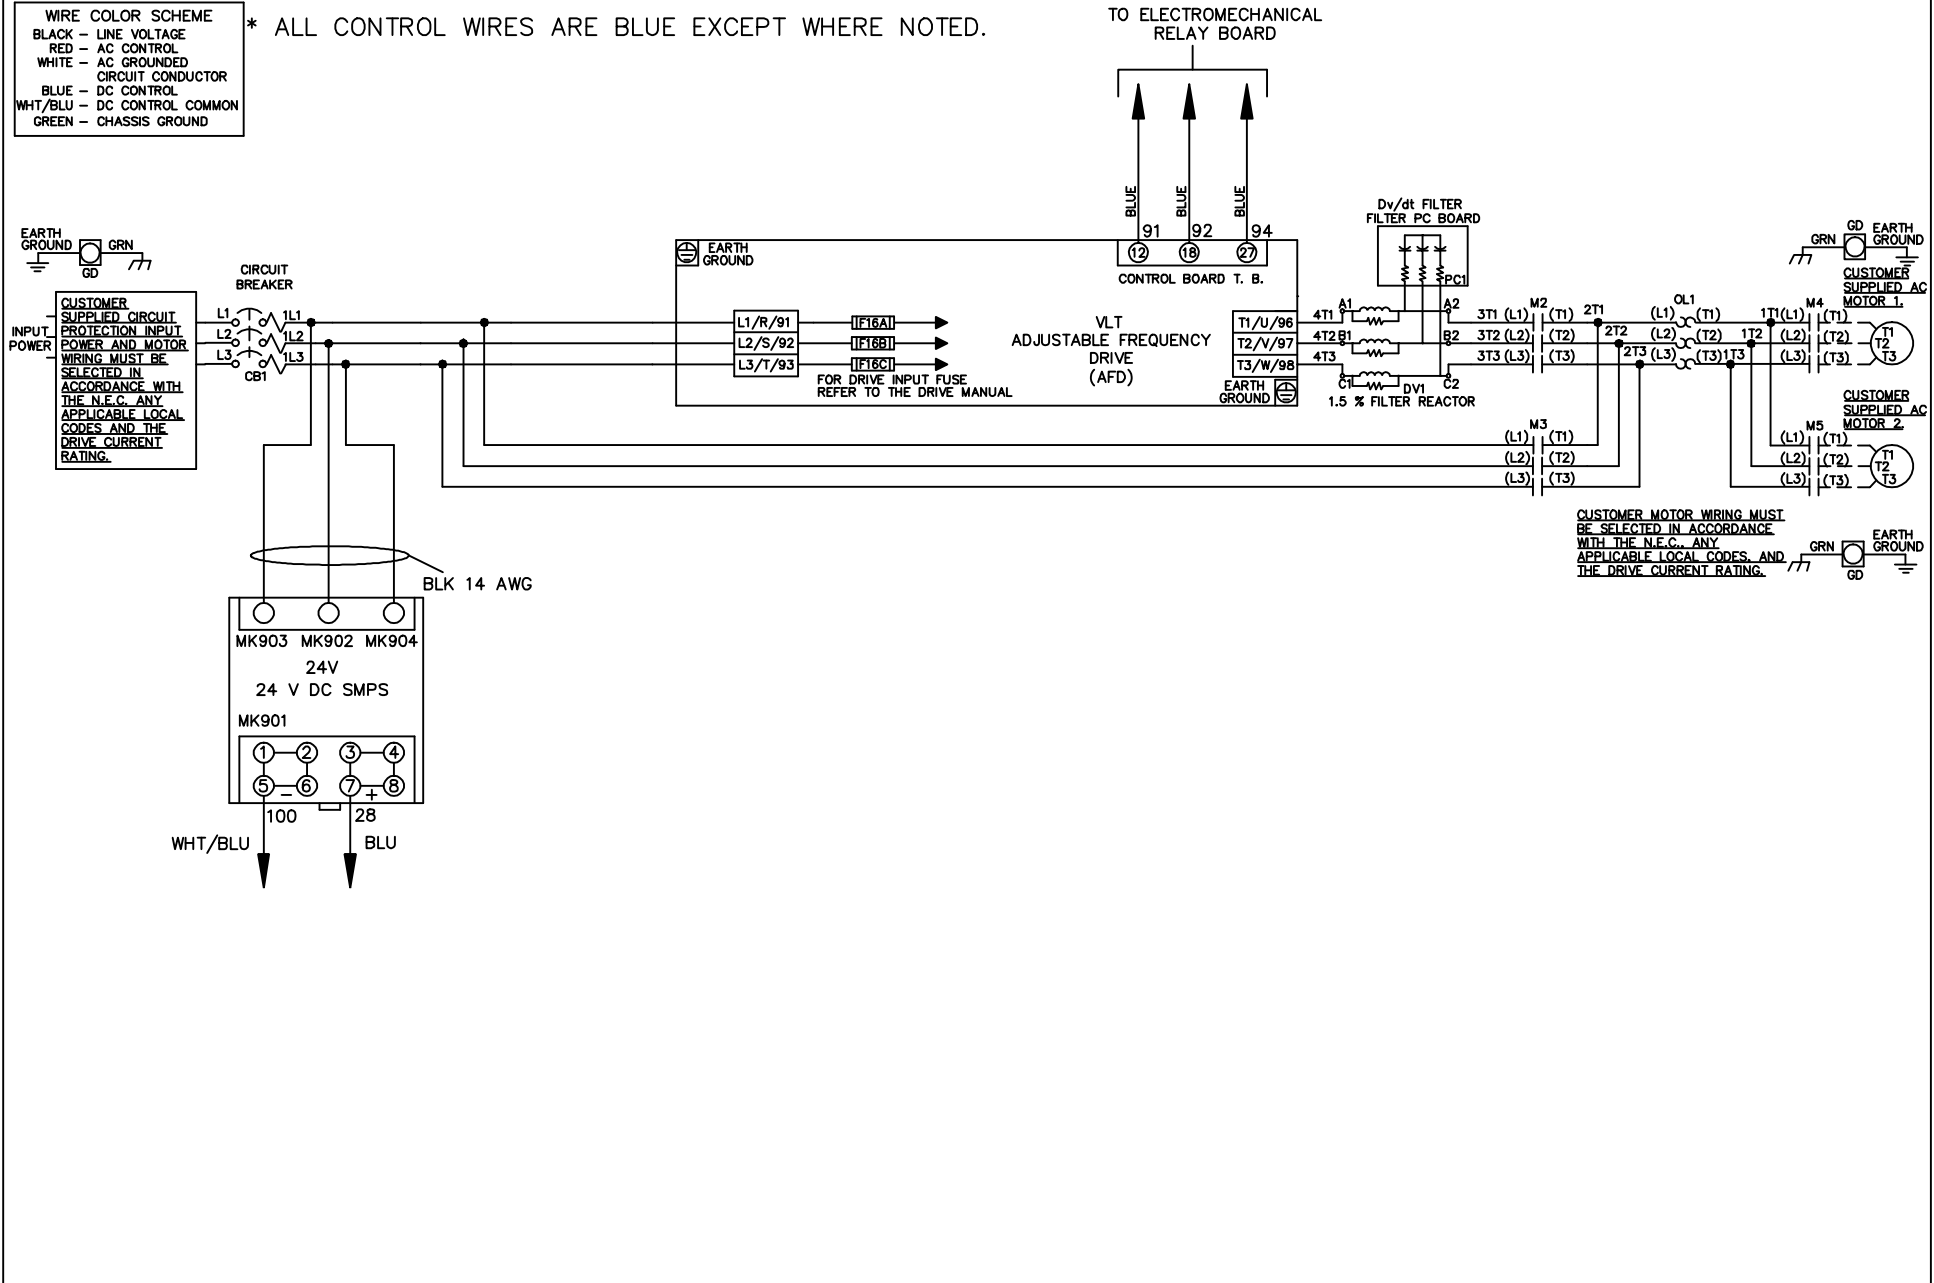 WIRE COLOR SCHEME
BLACK – LINE VOLTAGE
RED – AC CONTROL
WHITE – AC GROUNDED
CIRCUIT CONDUCTOR
BLUE – DC CONTROL
WHT/BLU – DC CONTROL COMMON
GREEN – CHASSIS GROUND
* ALL CONTROL WIRES ARE BLUE EXCEPT WHERE NOTED.
TO ELECTROMECHANICAL
RELAY BOARD
BLUE
BLUE
BLUE
91
92
94
12
18
27
CONTROL BOARD T. B.
EARTH
GROUND
GRN
GD
CIRCUIT
BREAKER
INPUT
POWER
CUSTOMER
SUPPLIED CIRCUIT
PROTECTION INPUT
POWER AND MOTOR
WIRING MUST BE
SELECTED IN
ACCORDANCE WITH
THE N.E.C. ANY
APPLICABLE LOCAL
CODES AND THE
DRIVE CURRENT
RATING.
L1
L2
L3
1L1
1L2
1L3
CB1
EARTH
GROUND
L1/R/91
L2/S/92
L3/T/93
F16A
F16B
F16C
FOR DRIVE INPUT FUSE
REFER TO THE DRIVE MANUAL
VLT
ADJUSTABLE FREQUENCY
DRIVE
(AFD)
T1/U/96
T2/V/97
T3/W/98
EARTH
GROUND
Dv/dt FILTER
FILTER PC BOARD
PC1
4T1
4T2
4T3
A1
B1
C1
A2
B2
C2
DV1
1.5 % FILTER REACTOR
3T1 (L1)
3T2 (L2)
3T3 (L3)
M2
(T1)
(T2)
(T3)
2T1
2T2
2T3
OL1
(L1)
(L2)
(L3)
(T1)
(T2)
(T3)
1T1
1T2
1T3
M4
(L1)
(L2)
(L3)
(T1)
(T2)
(T3)
T1
T2
T3
GRN
GD
EARTH
GROUND
CUSTOMER
SUPPLIED AC
MOTOR 1.
M3
(L1)
(L2)
(L3)
(T1)
(T2)
(T3)
CUSTOMER
SUPPLIED AC
MOTOR 2.
M5
(L1)
(L2)
(L3)
(T1)
(T2)
(T3)
T1
T2
T3
CUSTOMER MOTOR WIRING MUST
BE SELECTED IN ACCORDANCE
WITH THE N.E.C., ANY
APPLICABLE LOCAL CODES, AND
THE DRIVE CURRENT RATING.
GRN
GD
EARTH
GROUND
BLK 14 AWG
MK903 MK902 MK904
24V
24 V DC SMPS
MK901
1 2 3 4
5 6 7 8
– +
100
28
WHT/BLU
BLU